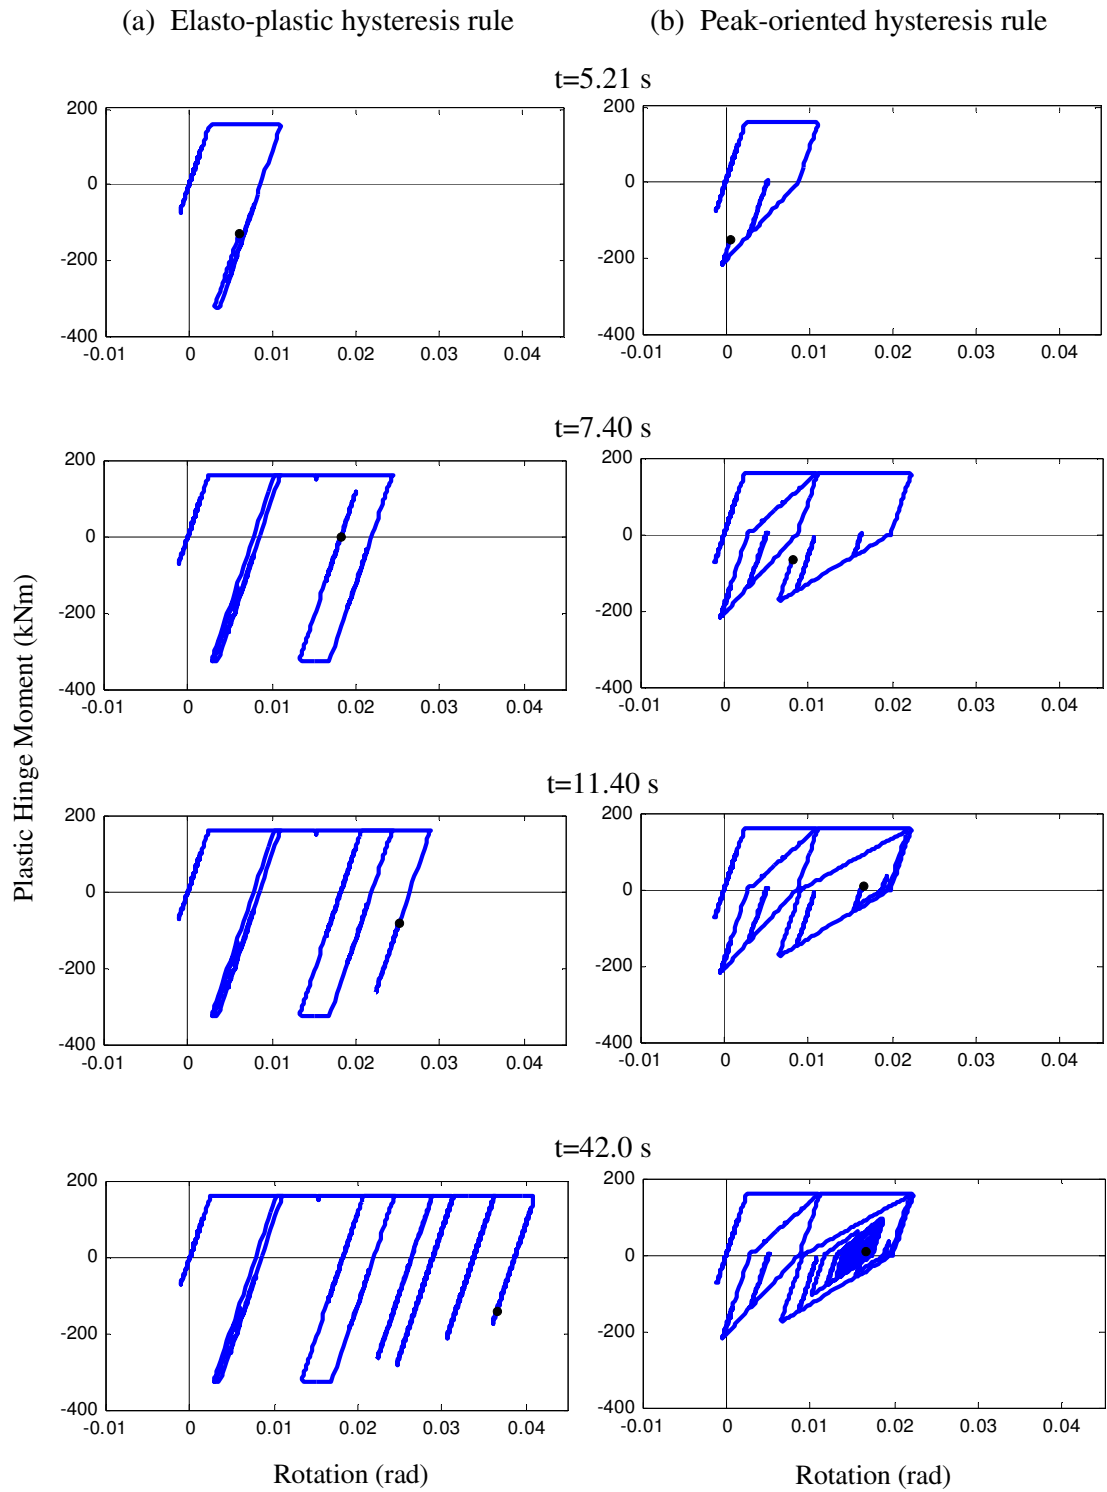 (a) Elasto-plastic hysteresis rule (b) Peak-oriented hysteresis rule
t=5.21 s
200 200
0 0
-200 -200
-400 -400
-0.01 0 0.01 0.02 0.03 0.04 -0.01 0 0.01 0.02 0.03 0.04
t=7.40 s
200 200
0 0
-200 -200
-400 -400
-0.01 0 0.01 0.02 0.03 0.04 -0.01 0 0.01 0.02 0.03 0.04
Plastic Hinge Moment (kNm)
t=11.40 s
200 200
0 0
-200 -200
-400 -400
-0.01 0 0.01 0.02 0.03 0.04 -0.01 0 0.01 0.02 0.03 0.04
t=42.0 s
200 200
0 0
-200 -200
-400 -400
-0.01 0 0.01 0.02 0.03 0.04 -0.01 0 0.01 0.02 0.03 0.04
Rotation (rad) Rotation (rad)